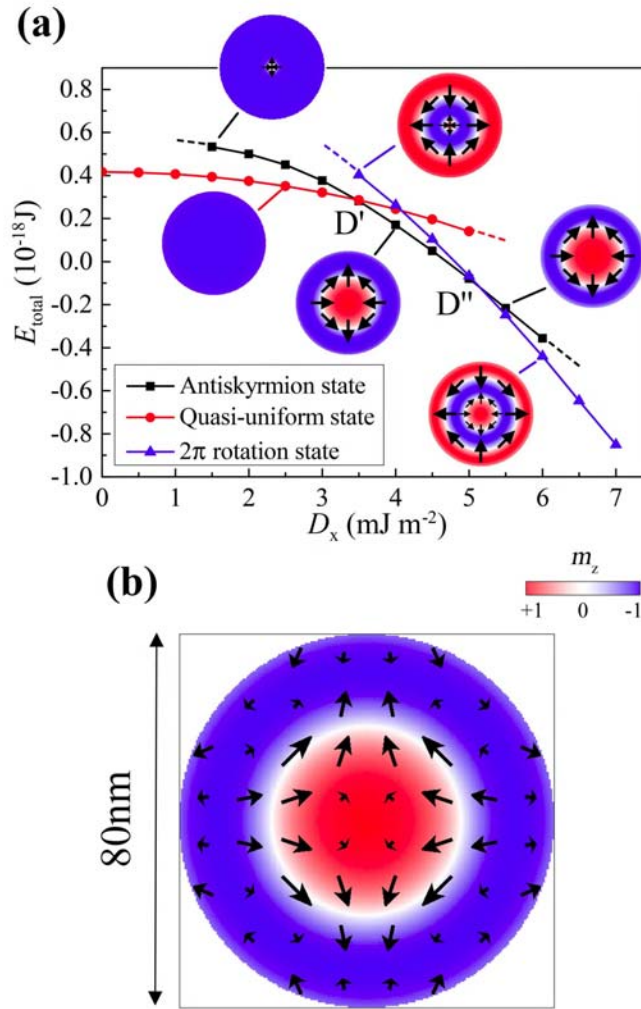 (a)
0.8
0.6
0.4
0.2
0.0
-0.2
-0.4
-0.6
-0.8
-1.0
E_total (10^-18 J)
D'
D''
Antiskyrmion state
Quasi-uniform state
2π rotation state
0 1 2 3 4 5 6 7
D_x (mJ m^-2)
(b)
m_z
+1 0 -1
80nm